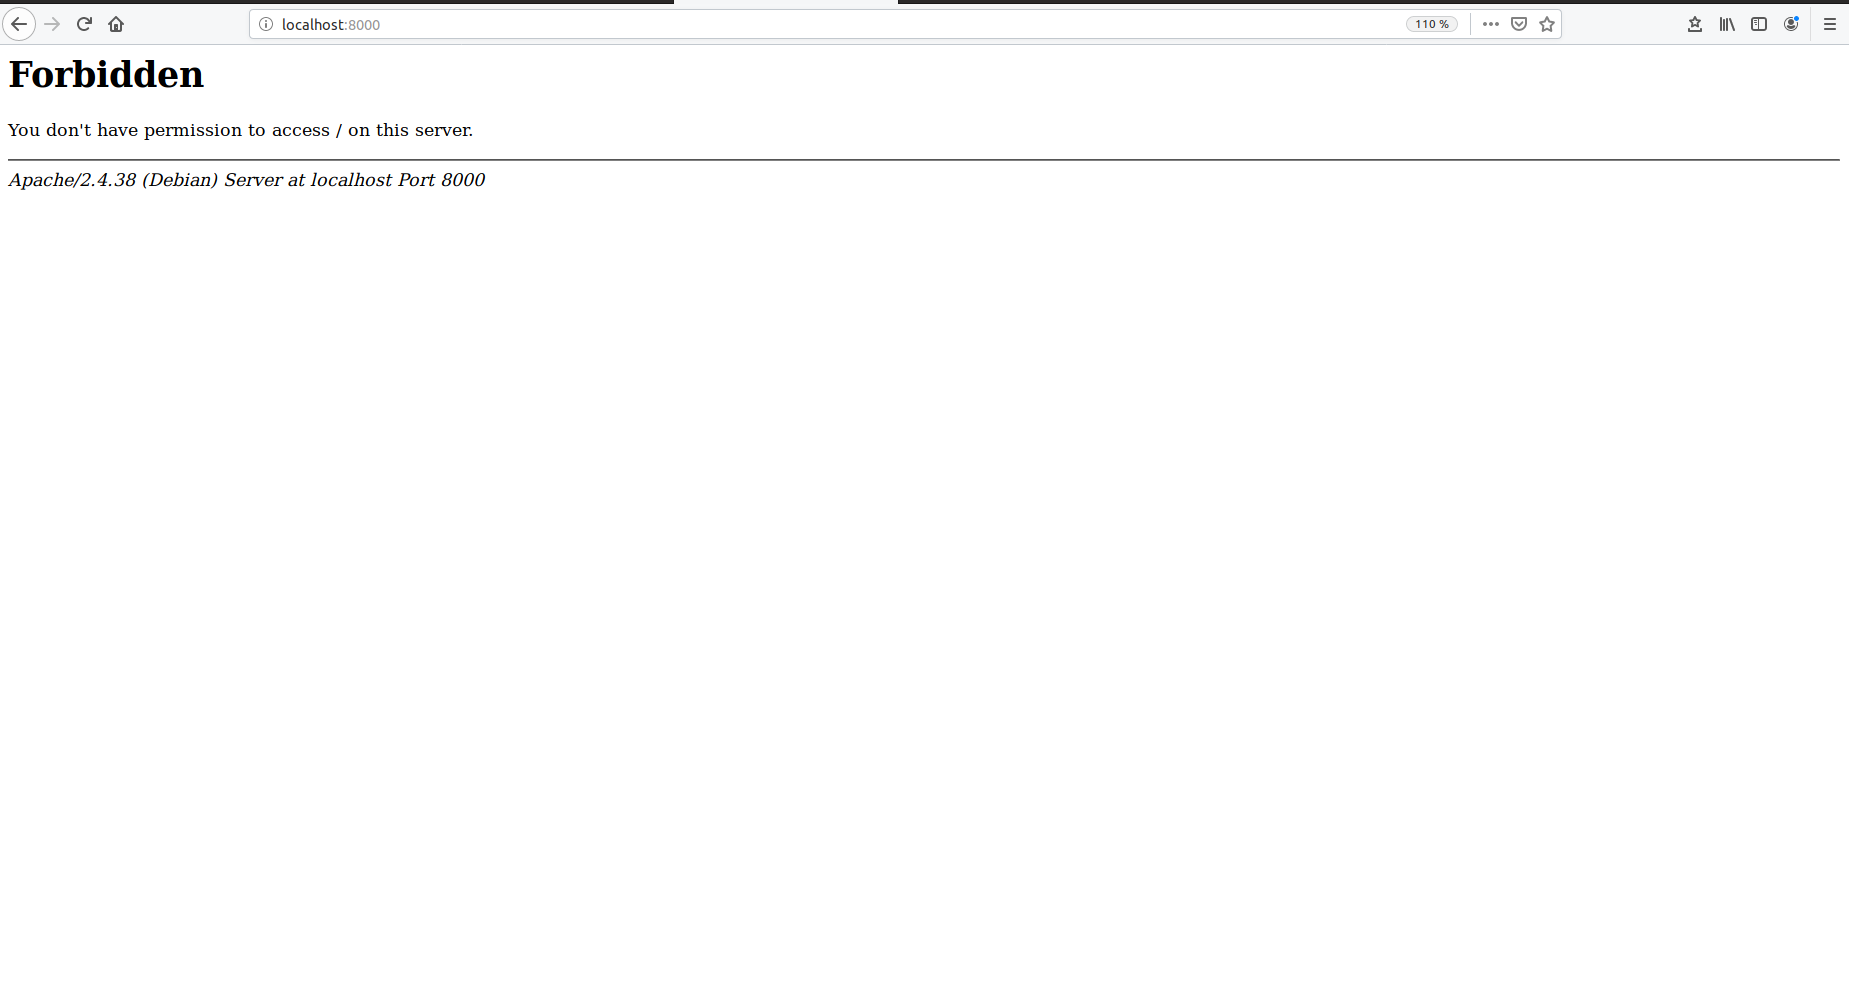 localhost:8000
110 %
Forbidden
You don't have permission to access / on this server.
Apache/2.4.38 (Debian) Server at localhost Port 8000